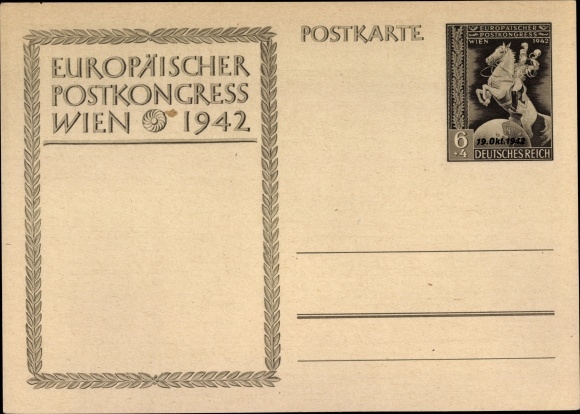 EUROPÄISCHER
POSTKONGRESS
WIEN 1942
POSTKARTE
EUROPÄISCHER
POSTKONGRESS
WIEN 1942
6
+4
19.Okt.1942
DEUTSCHES REICH